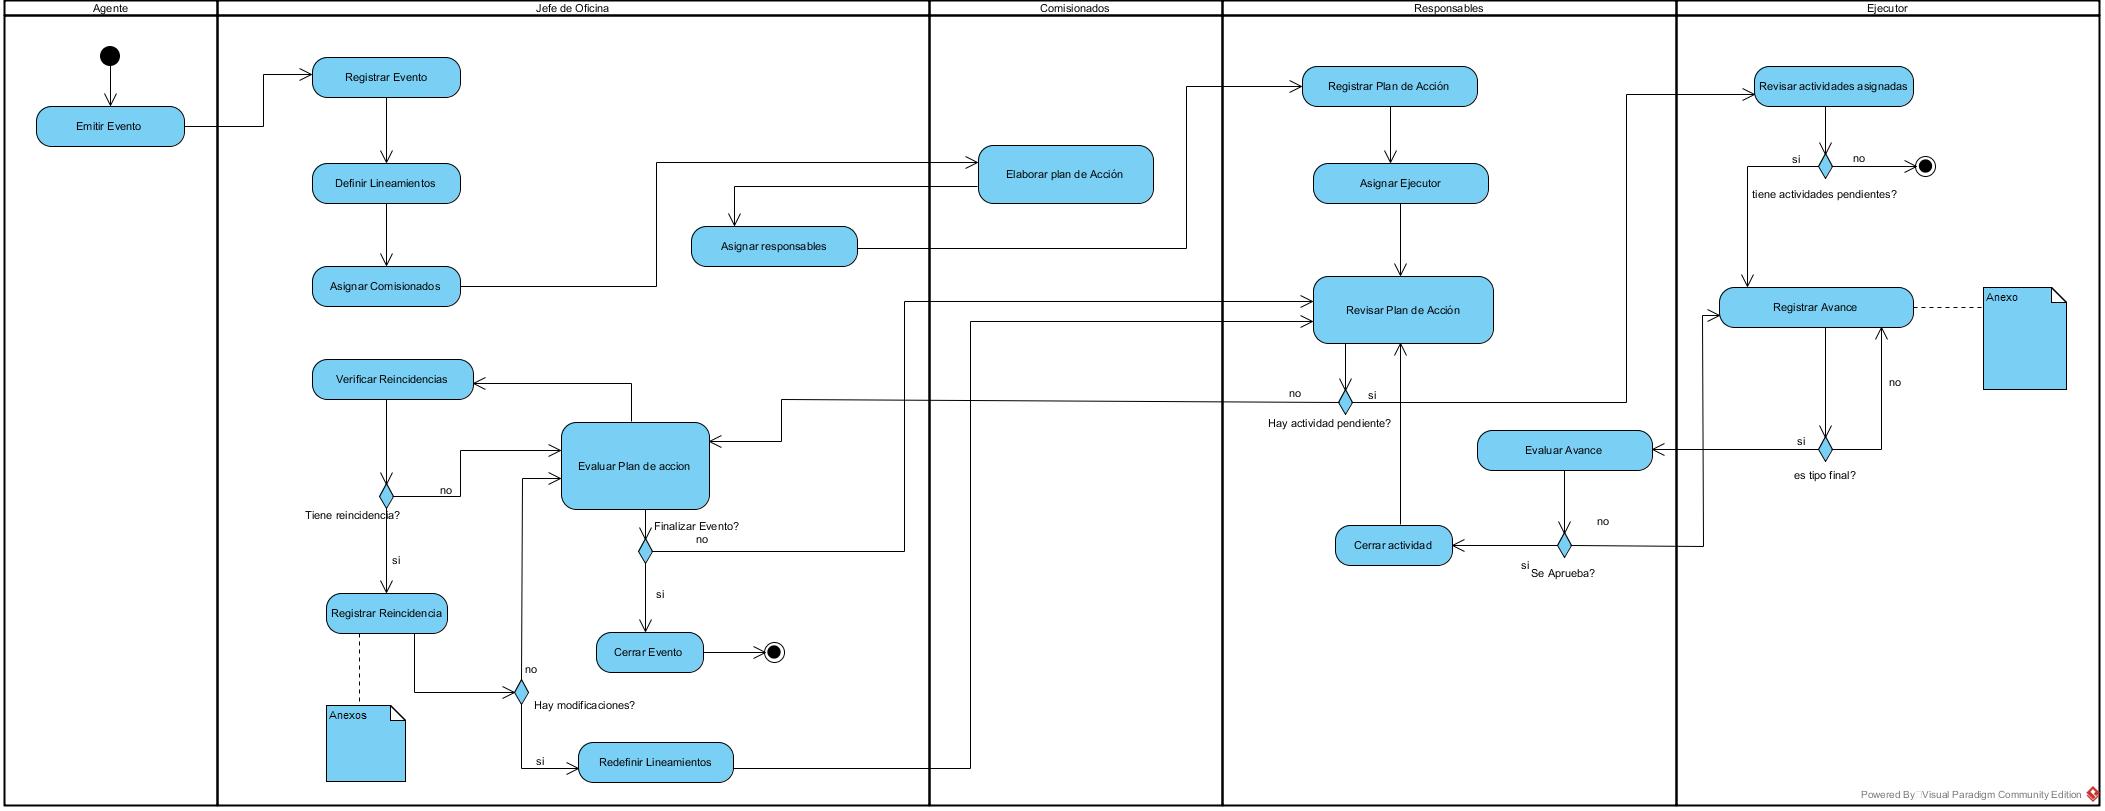 Agente
Jefe de Oficina
Comisionados
Responsables
Ejecutor
Emitir Evento
Registrar Evento
Definir Lineamientos
Asignar Comisionados
Elaborar plan de Acción
Asignar responsables
Registrar Plan de Acción
Asignar Ejecutor
Revisar Plan de Acción
no
si
Hay actividad pendiente?
Revisar actividades asignadas
si
no
tiene actividades pendientes?
Registrar Avance
Anexo
no
si
es tipo final?
Evaluar Avance
no
si
Se Aprueba?
Cerrar actividad
Verificar Reincidencias
Evaluar Plan de accion
no
Tiene reincidencia?
si
Finalizar Evento?
no
si
Registrar Reincidencia
Cerrar Evento
no
Hay modificaciones?
Anexos
si
Redefinir Lineamientos
Powered By Visual Paradigm Community Edition